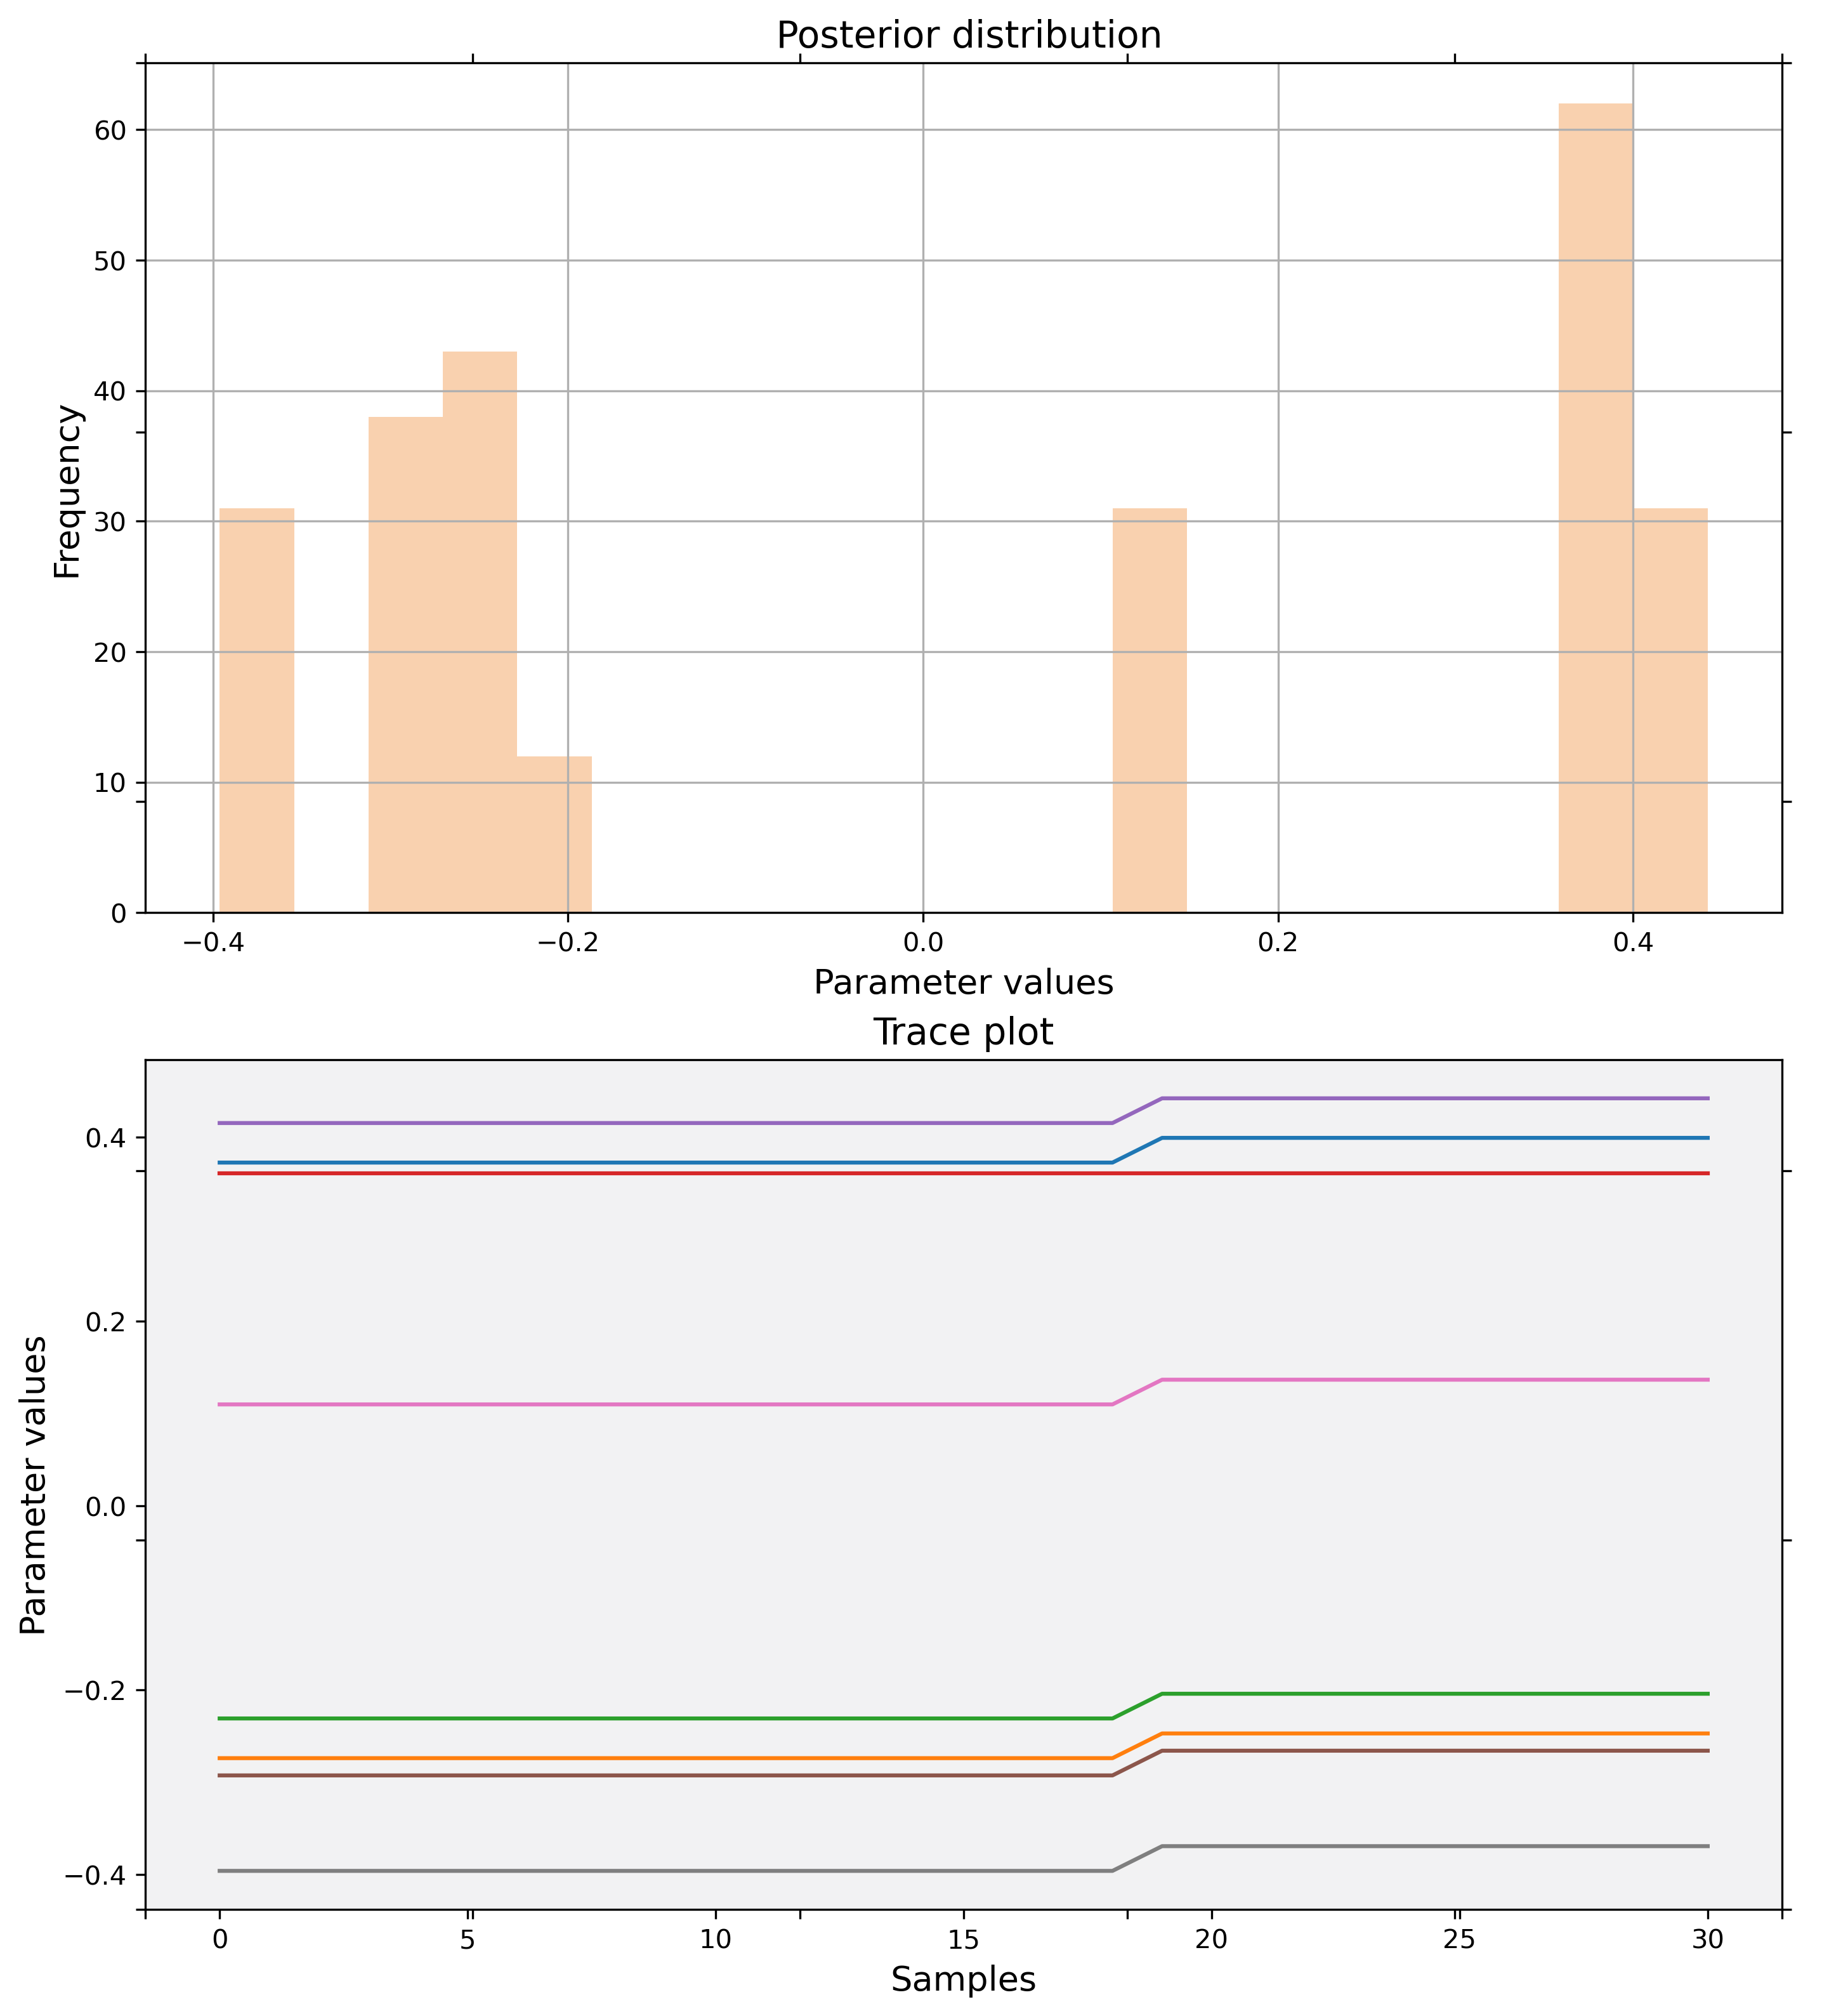 Posterior distribution
60
50
40
30
20
10
0
Frequency
−0.4 −0.2 0.0 0.2 0.4
Parameter values
Trace plot
0.4
0.2
0.0
−0.2
−0.4
Parameter values
0 5 10 15 20 25 30
Samples